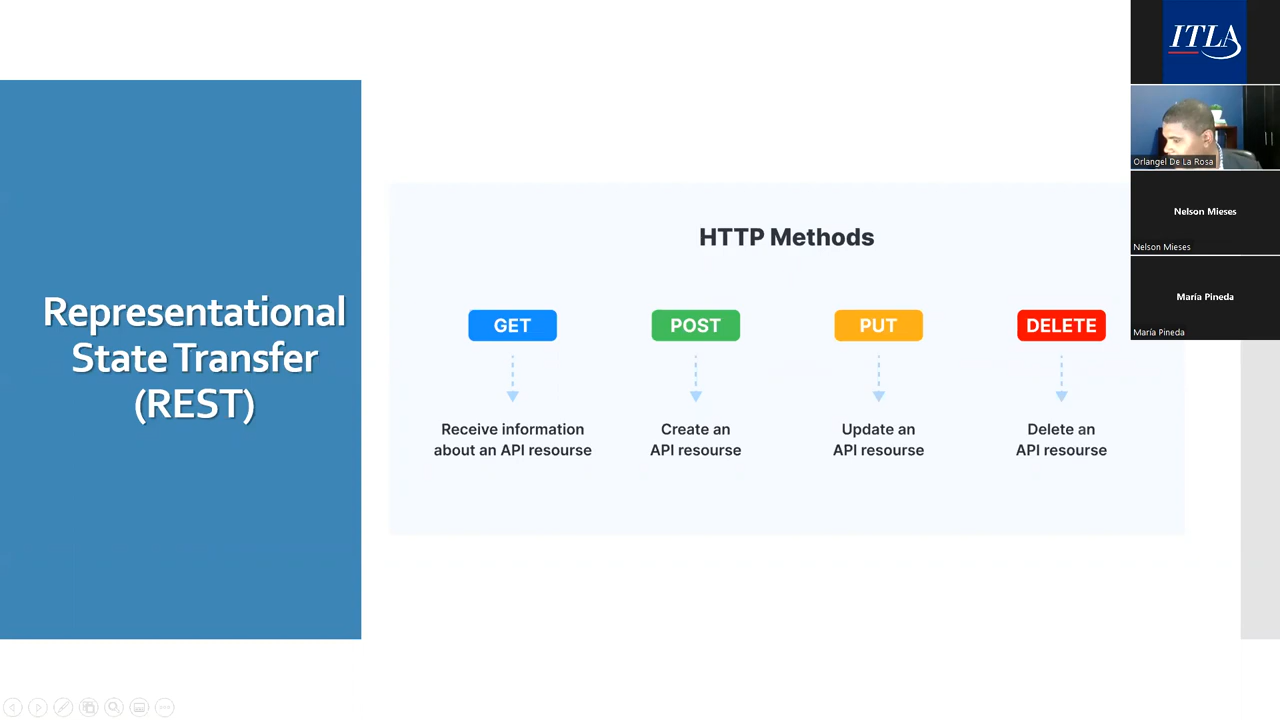 Representational
State Transfer
(REST)
HTTP Methods
GET
POST
PUT
DELETE
Receive information
about an API resourse
Create an
API resourse
Update an
API resourse
Delete an
API resourse
ITLA
Orlangel De La Rosa
Nelson Mieses
Nelson Mieses
María Pineda
María Pineda